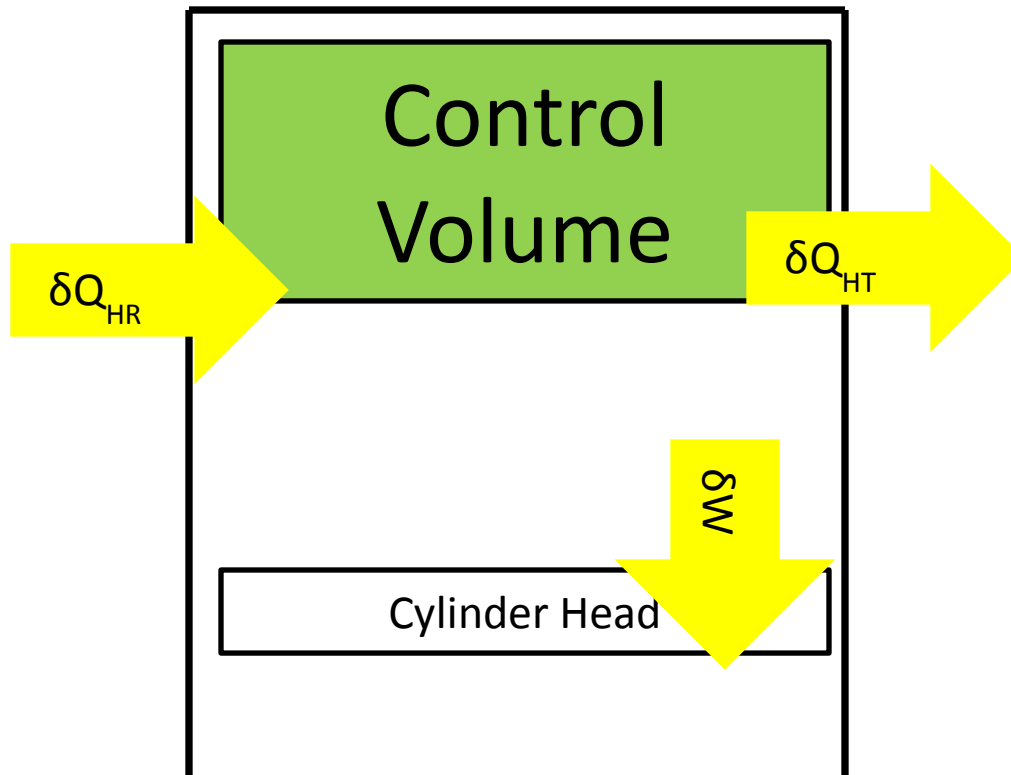 Control
Volume
δQHR
δQHT
δW
Cylinder Head